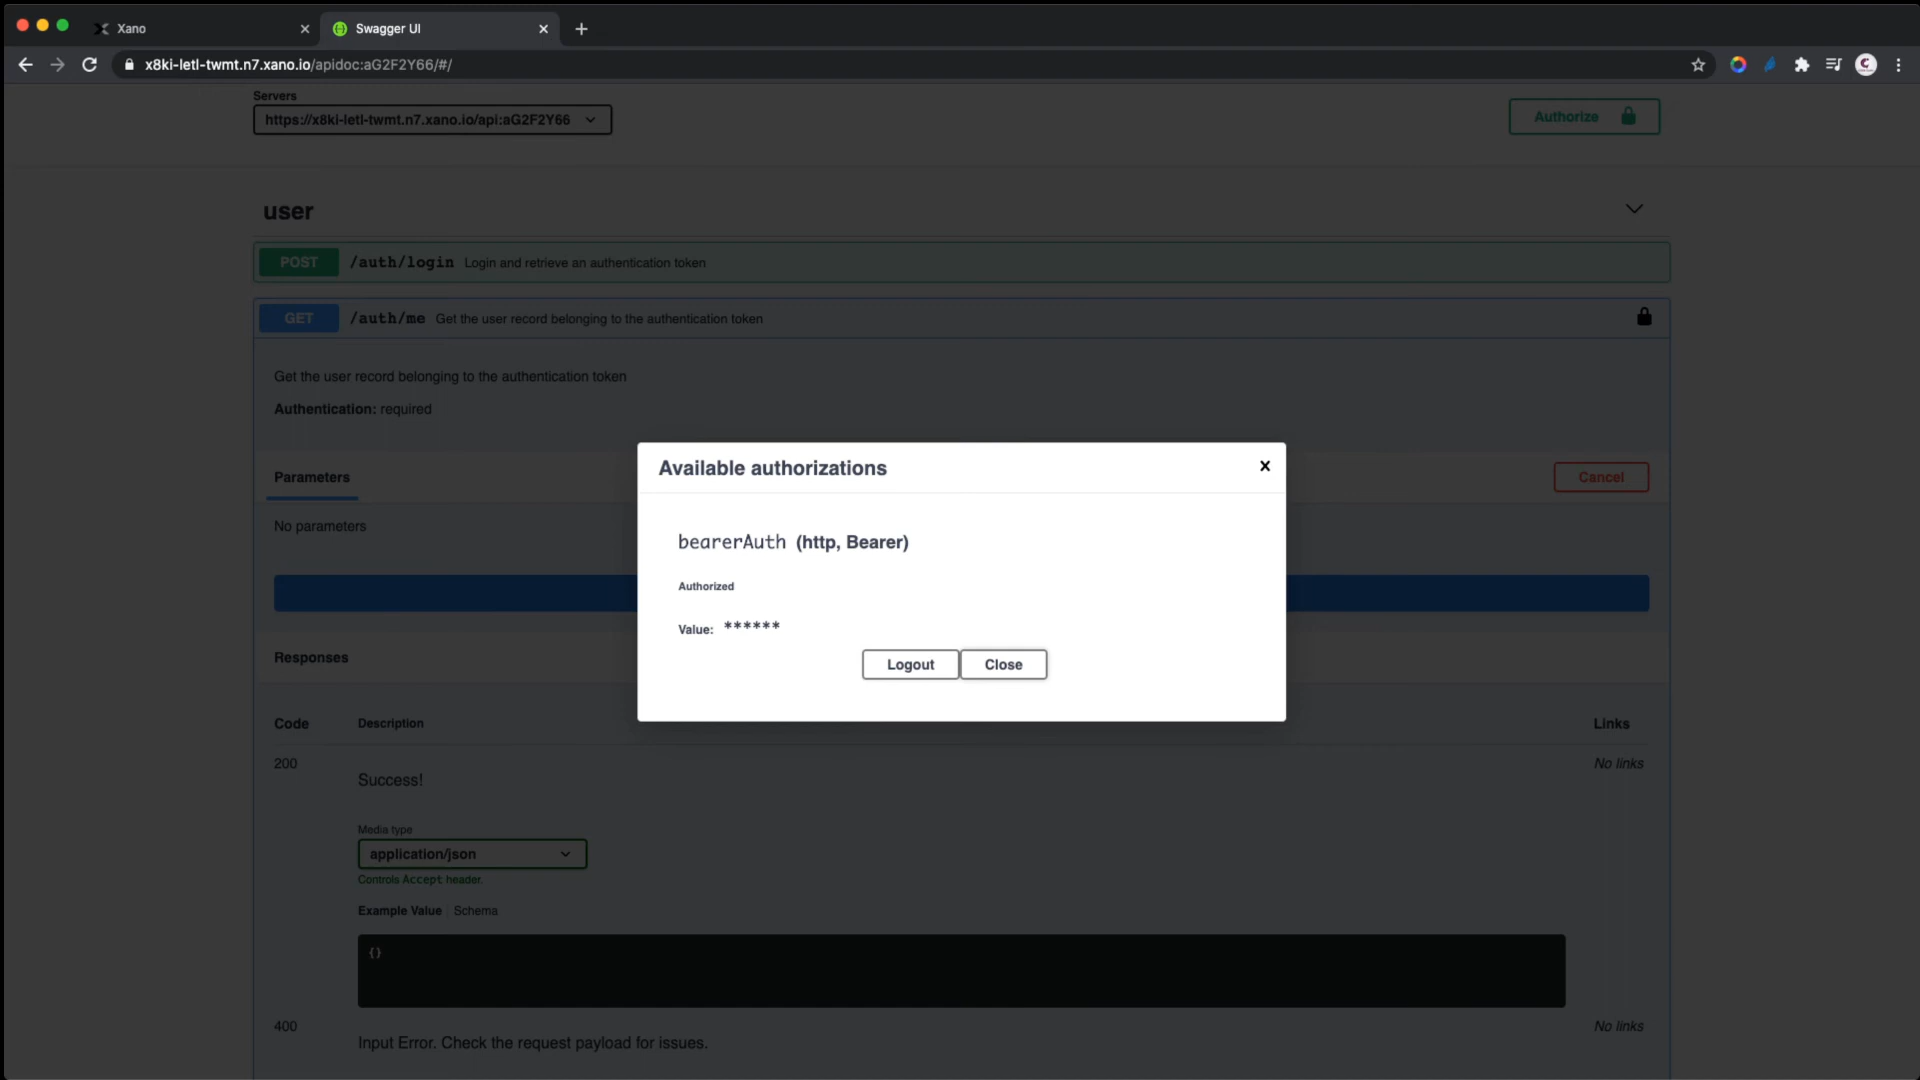 Xano
Swagger UI
x8ki-letl-twmt.n7.xano.io/apidoc:aG2F2Y66/#/
Servers
https://x8ki-letl-twmt.n7.xano.io/api:aG2F2Y66
Authorize
user
POST /auth/login Login and retrieve an authentication token
GET /auth/me Get the user record belonging to the authentication token
Get the user record belonging to the authentication token
Authentication: required
Parameters
Cancel
No parameters
Available authorizations
x
bearerAuth (http, Bearer)
Authorized
Value: ******
Logout
Close
Responses
Code Description Links
200 No links
Success!
Media type
application/json
Controls Accept header.
Example Value Schema
{}
400 No links
Input Error. Check the request payload for issues.